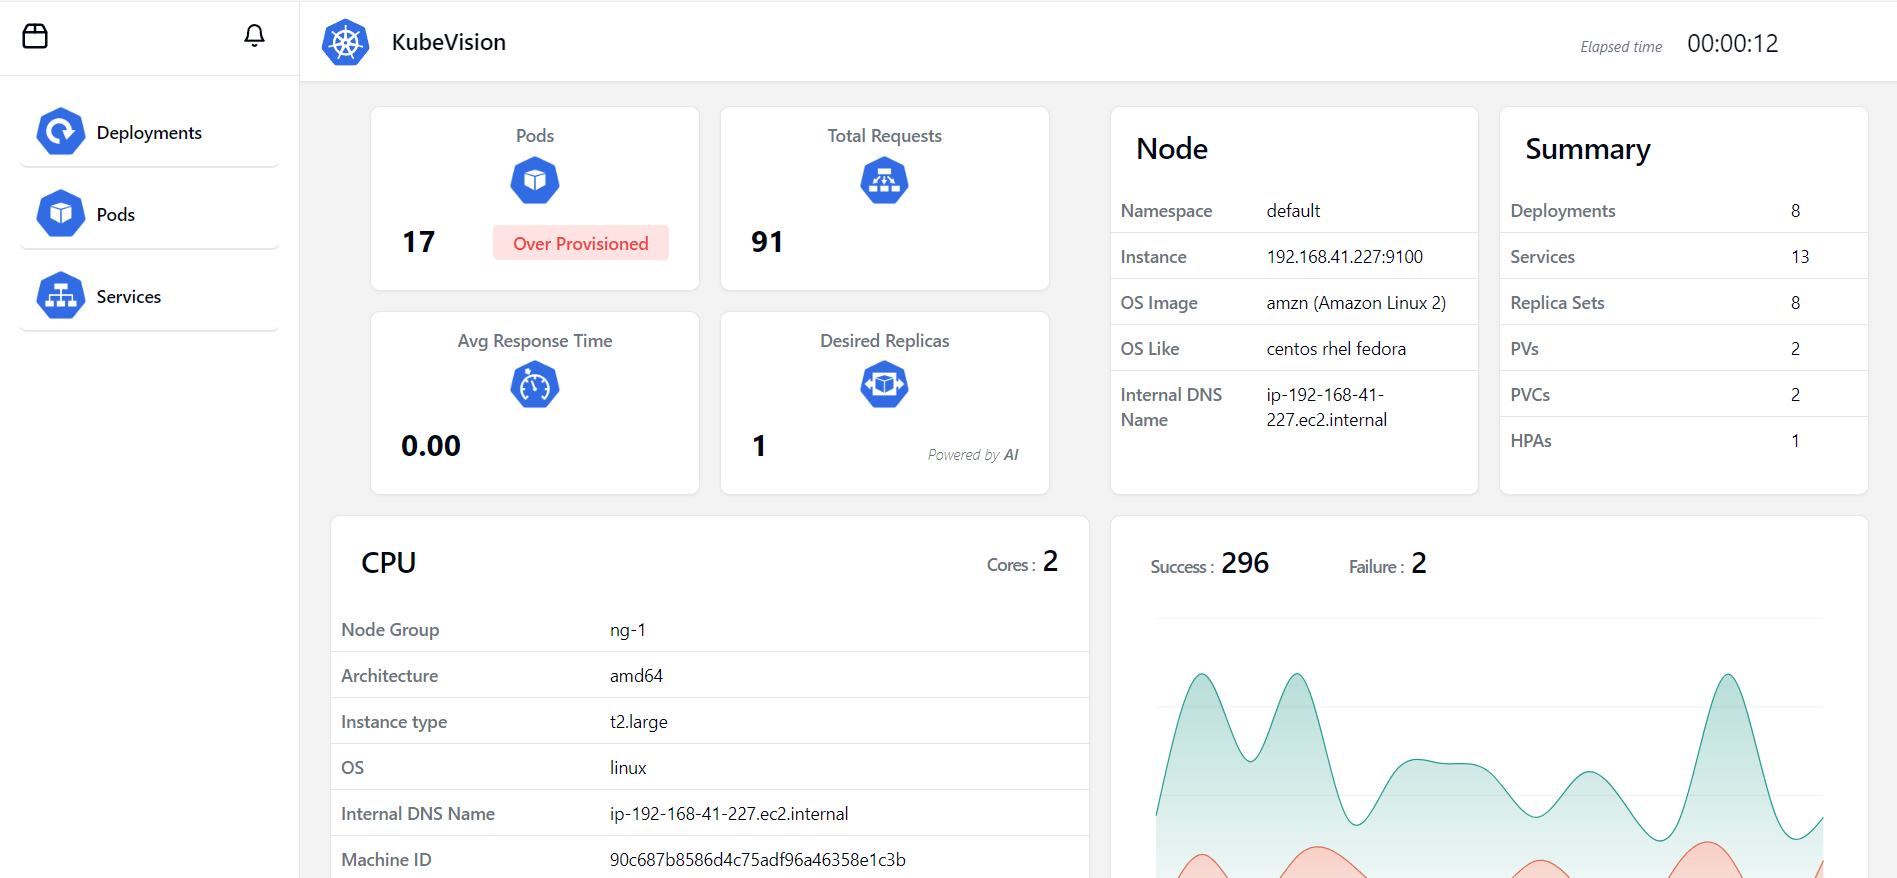 KubeVision
Elapsed time 00:00:12
Deployments
Pods
Services
Pods
17
Over Provisioned
Total Requests
91
Avg Response Time
0.00
Desired Replicas
1
Powered by AI
Node
Namespace default
Instance 192.168.41.227:9100
OS Image amzn (Amazon Linux 2)
OS Like centos rhel fedora
Internal DNS Name ip-192-168-41-
227.ec2.internal
Summary
Deployments 8
Services 13
Replica Sets 8
PVs 2
PVCs 2
HPAs 1
CPU
Cores : 2
Node Group ng-1
Architecture amd64
Instance type t2.large
OS linux
Internal DNS Name ip-192-168-41-227.ec2.internal
Machine ID 90c687b8586d4c75adf96a46358e1c3b
Success : 296
Failure : 2